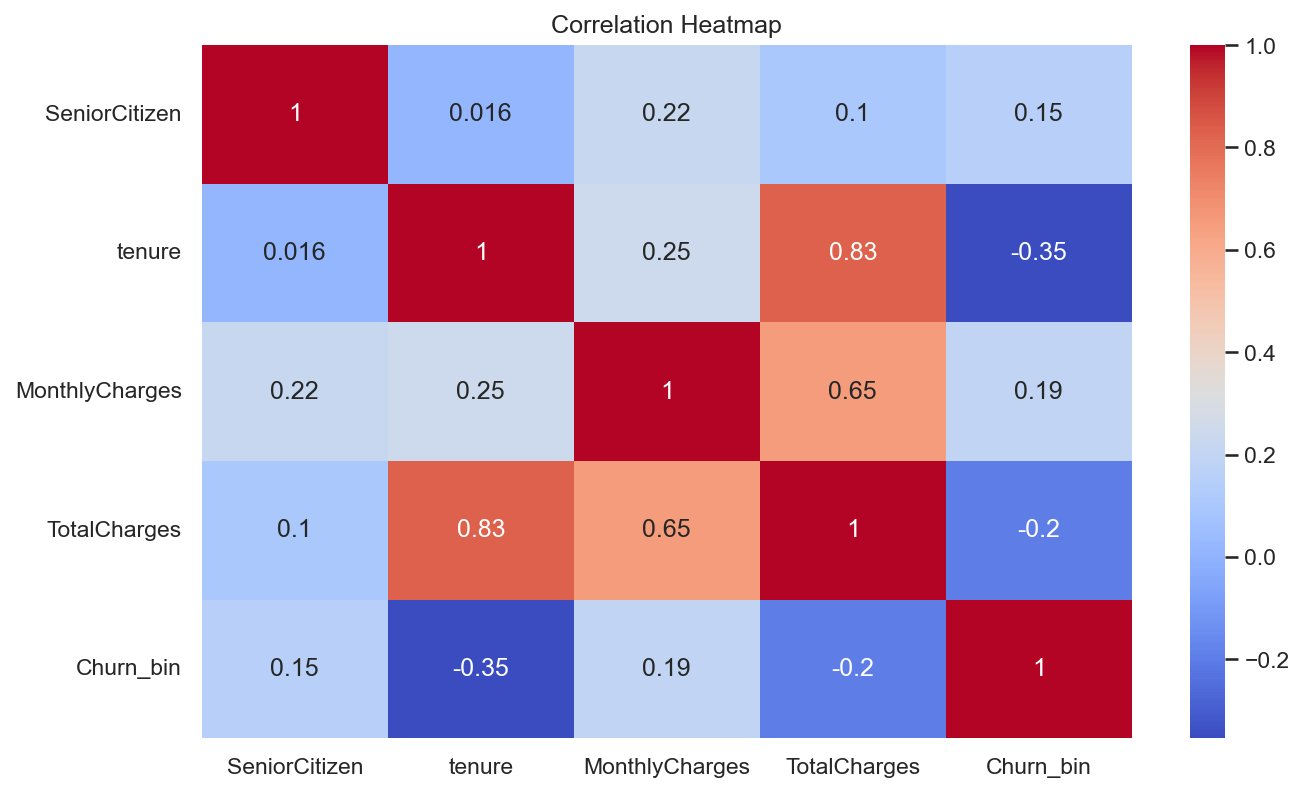 Correlation Heatmap
SeniorCitizen 1 0.016 0.22 0.1 0.15
tenure 0.016 1 0.25 0.83 -0.35
MonthlyCharges 0.22 0.25 1 0.65 0.19
TotalCharges 0.1 0.83 0.65 1 -0.2
Churn_bin 0.15 -0.35 0.19 -0.2 1
SeniorCitizen tenure MonthlyCharges TotalCharges Churn_bin
1.0
0.8
0.6
0.4
0.2
0.0
−0.2